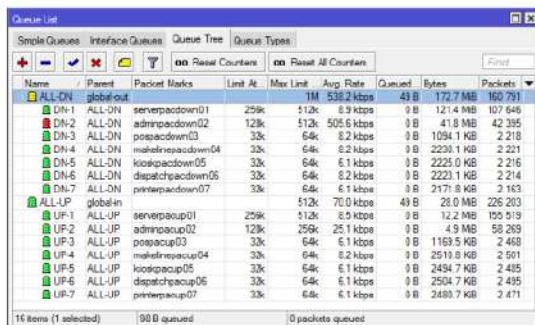 Queue List
Simple Queues Interface Queues Queue Tree Queue Types
00 Reset Counters 00 Reset All Counters Find
Name Parent Packet Marks Limit At... Max Limit... Avg. Rate Queued Bytes Packets
ALL-DN global-out 1M 538.2 kbps 49 B 172.7 MiB 160 791
DN-1 ALL-DN serverpacdown01 256k 512k 8.9 kbps 0 B 121.4 MiB 107 646
DN-2 ALL-DN adminpacdown02 128k 512k 505.6 kbps 0 B 41.8 MiB 42 395
DN-3 ALL-DN pospacdown03 32k 64k 8.2 kbps 0 B 1094.1 KiB 2 218
DN-4 ALL-DN makelinepacdown04 32k 64k 8.2 kbps 0 B 2230.1 KiB 2 221
DN-5 ALL-DN kioskpacdown05 32k 64k 6.1 kbps 0 B 2225.0 KiB 2 216
DN-6 ALL-DN dispatchpacdown06 32k 64k 8.2 kbps 0 B 2223.1 KiB 2 214
DN-7 ALL-DN printerpacdown07 32k 64k 6.1 kbps 0 B 2171.8 KiB 2 163
ALL-UP global-in 512k 70.0 kbps 49 B 28.0 MiB 226 203
UP-1 ALL-UP serverpacup01 256k 512k 8.5 kbps 0 B 12.2 MiB 155 519
UP-2 ALL-UP adminpacup02 128k 256k 25.1 kbps 0 B 4.9 MiB 58 269
UP-3 ALL-UP pospacup03 32k 64k 6.1 kbps 0 B 1169.5 KiB 2 468
UP-4 ALL-UP makelinepacup04 32k 64k 8.2 kbps 0 B 2510.8 KiB 2 501
UP-5 ALL-UP kioskpacup05 32k 64k 6.1 kbps 0 B 2494.7 KiB 2 485
UP-6 ALL-UP dispatchpacup06 32k 64k 6.1 kbps 0 B 2504.7 KiB 2 495
UP-7 ALL-UP printerpacup07 32k 64k 6.1 kbps 0 B 2480.7 KiB 2 471
16 items (1 selected) 98 B queued 0 packets queued